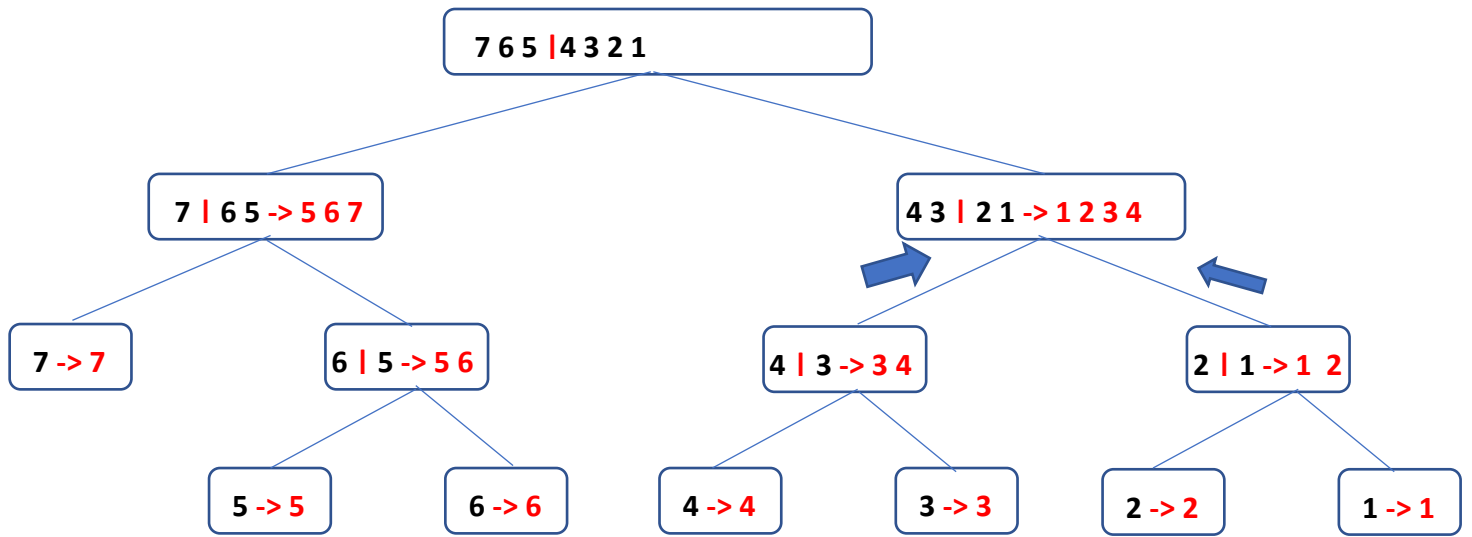 7 6 5 |4 3 2 1
7 | 6 5 -> 5 6 7
4 3 | 2 1 -> 1 2 3 4
7 -> 7
6 | 5 -> 5 6
4 | 3 -> 3 4
2 | 1 -> 1 2
5 -> 5
6 -> 6
4 -> 4
3 -> 3
2 -> 2
1 -> 1